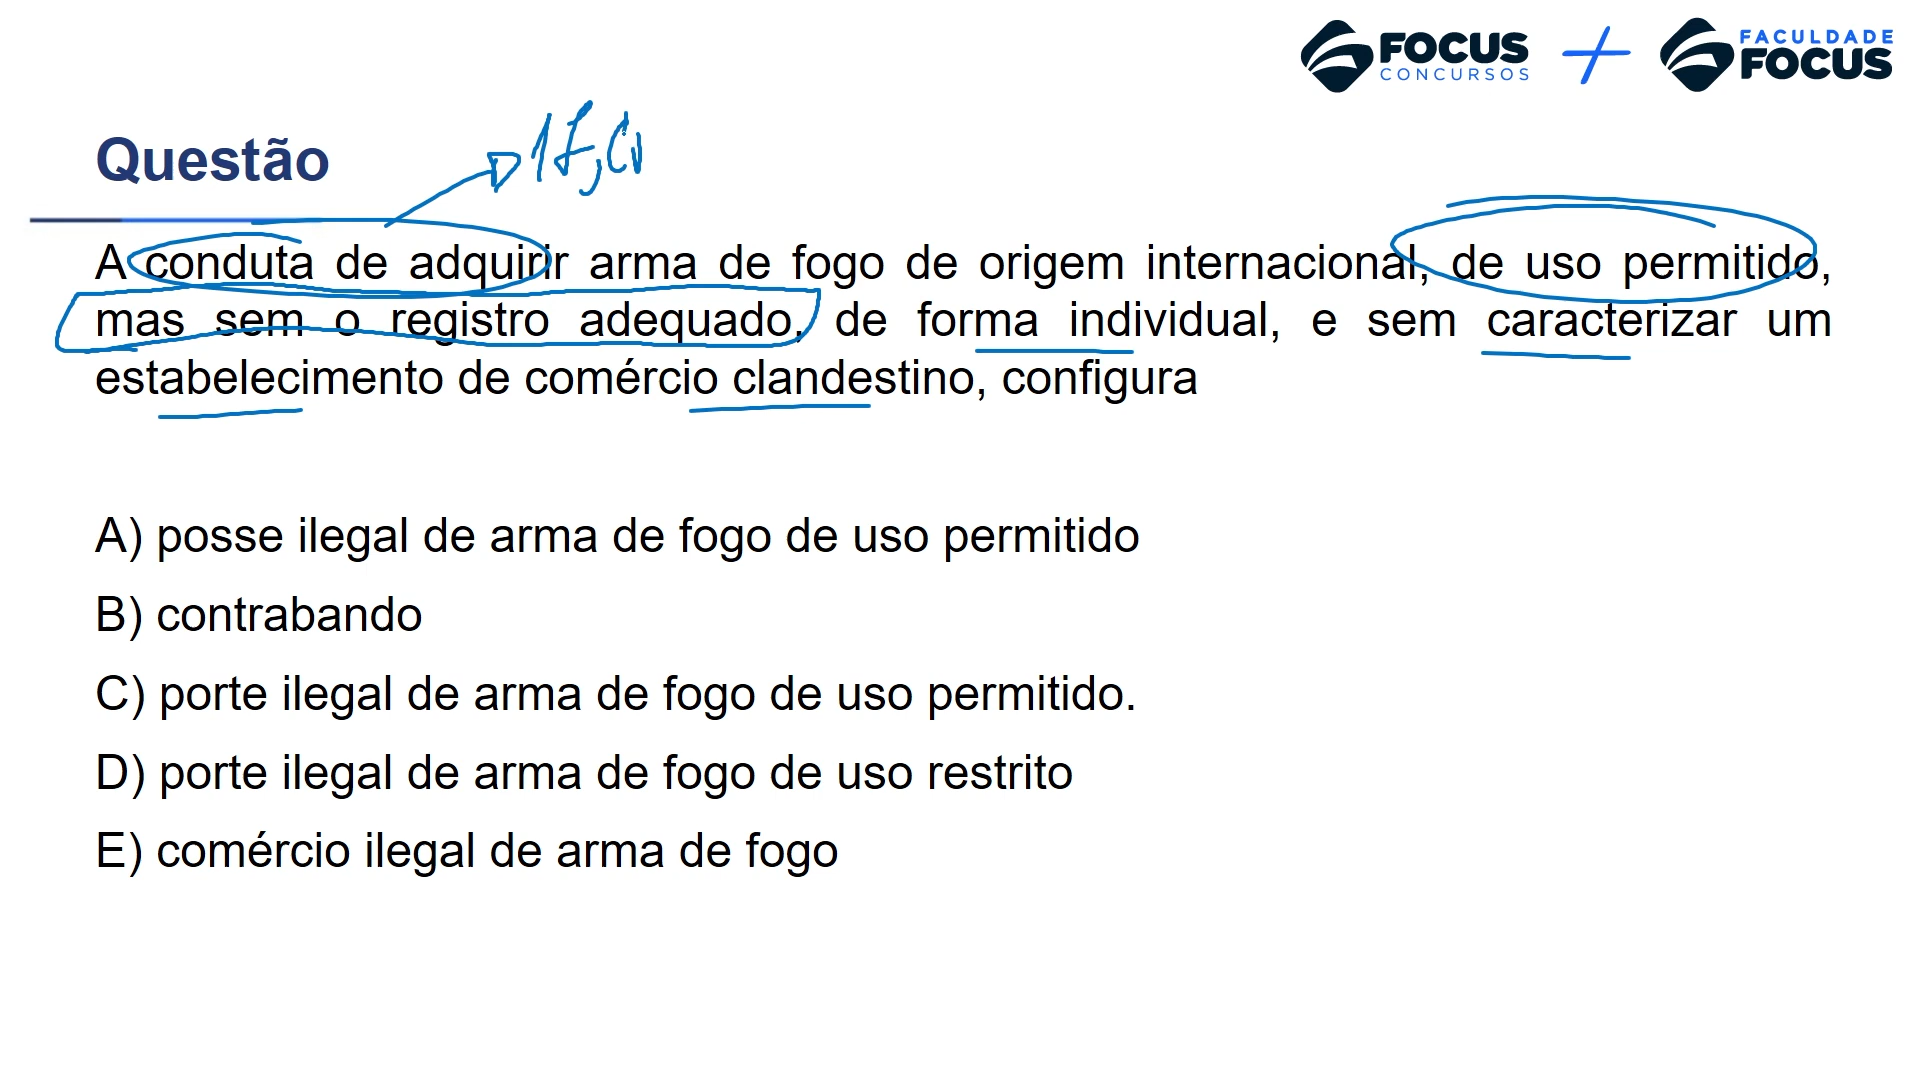 FOCUS
CONCURSOS
FACULDADE
FOCUS
Questão
A conduta de adquirir arma de fogo de origem internacional, de uso permitido,
mas sem o registro adequado, de forma individual, e sem caracterizar um
estabelecimento de comércio clandestino, configura
A) posse ilegal de arma de fogo de uso permitido
B) contrabando
C) porte ilegal de arma de fogo de uso permitido.
D) porte ilegal de arma de fogo de uso restrito
E) comércio ilegal de arma de fogo